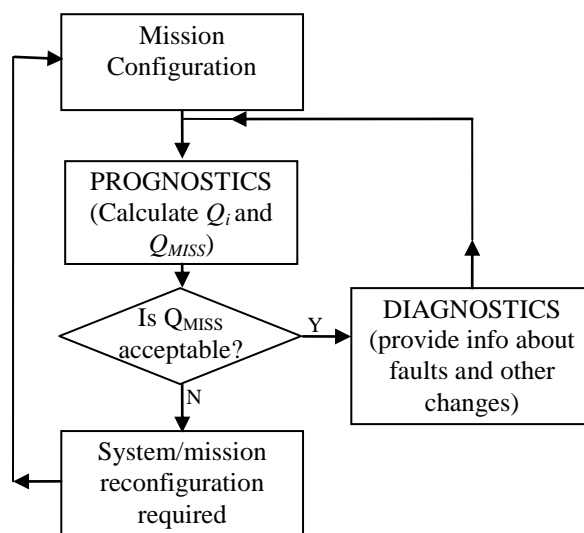 Mission
Configuration
PROGNOSTICS
(Calculate Qi and
QMISS)
Is QMISS
acceptable?
Y
DIAGNOSTICS
(provide info about
faults and other
changes)
N
System/mission
reconfiguration
required